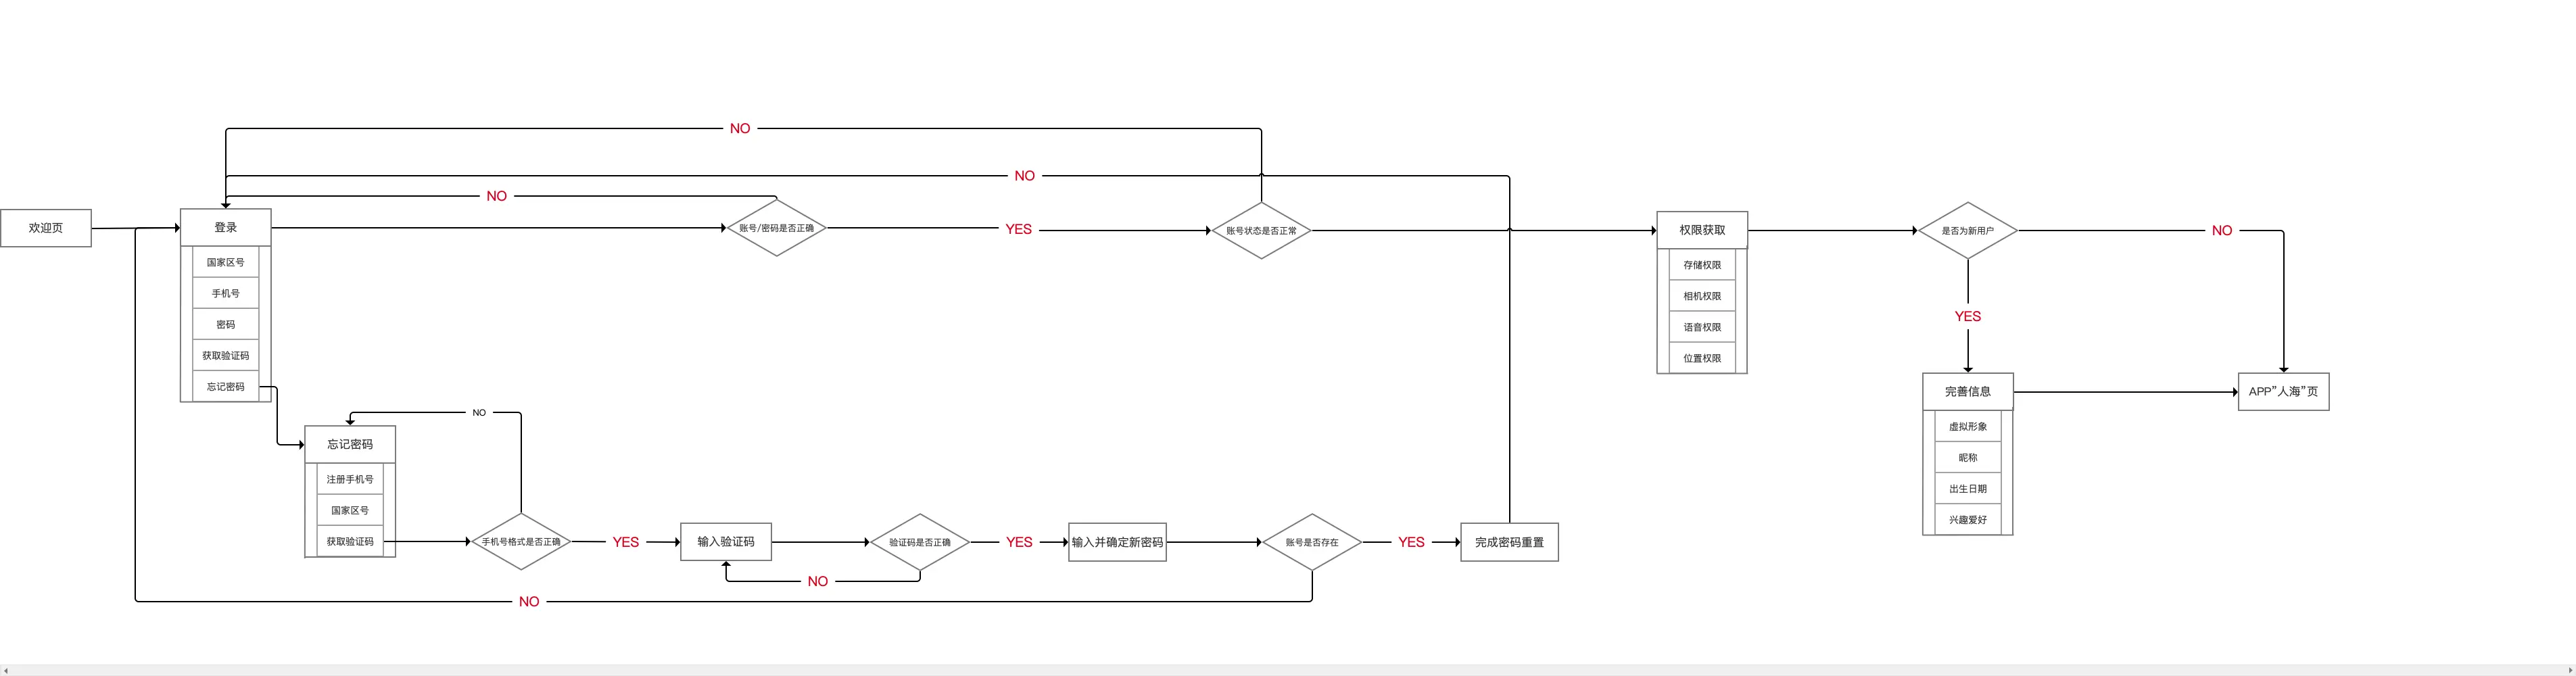 NO
NO
NO
欢迎页
登录
账号/密码是否正确
YES
账号状态是否正常
权限获取
是否为新用户
NO
国家区号
手机号
密码
获取验证码
忘记密码
存储权限
相机权限
语音权限
位置权限
YES
完善信息
APP”人海”页
虚拟形象
昵称
出生日期
兴趣爱好
NO
忘记密码
注册手机号
国家区号
获取验证码
手机号格式是否正确
YES
输入验证码
验证码是否正确
YES
输入并确定新密码
账号是否存在
YES
完成密码重置
NO
NO